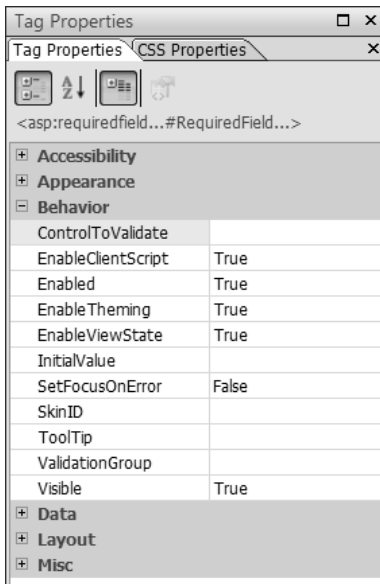 Tag Properties
Tag Properties CSS Properties
<asp:requiredfield...#RequiredField...>
Accessibility
Appearance
Behavior
ControlToValidate
EnableClientScript True
Enabled True
EnableTheming True
EnableViewState True
InitialValue
SetFocusOnError False
SkinID
ToolTip
ValidationGroup
Visible True
Data
Layout
Misc